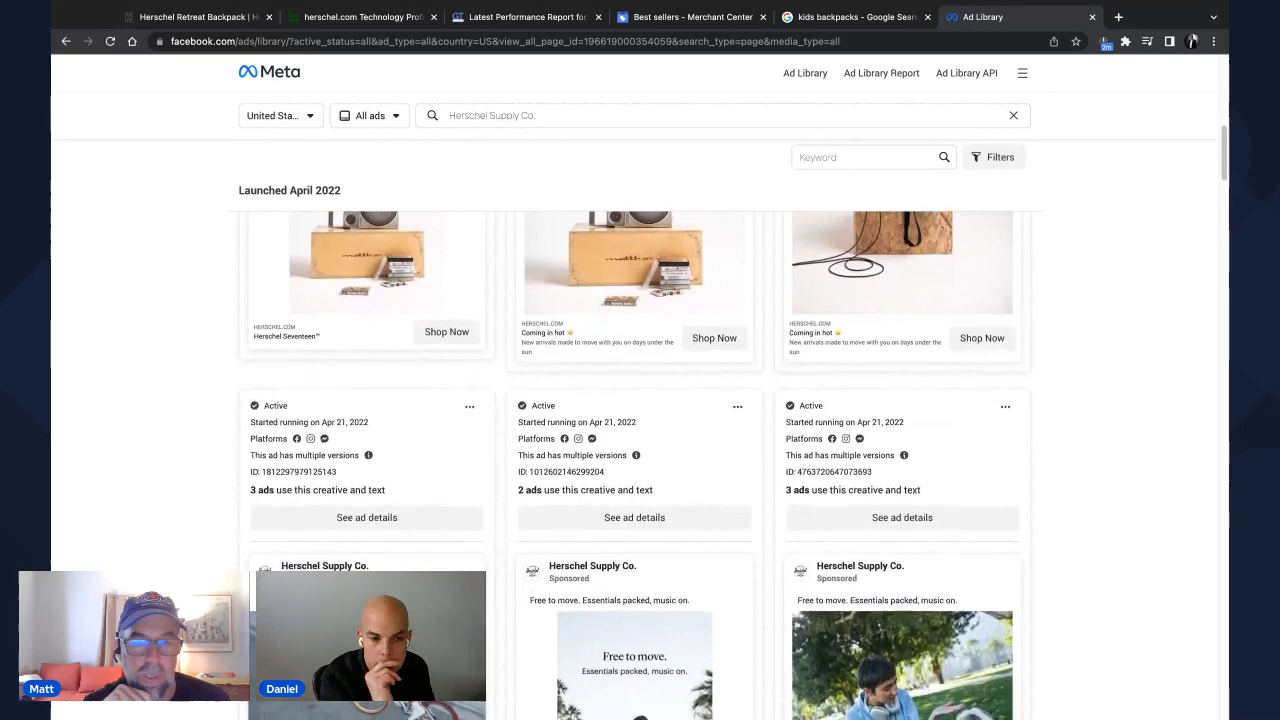 Herschel Retreat Backpack | H
herschel.com Technology Profi
Latest Performance Report for
Best sellers - Merchant Center
kids backpacks - Google Searc
Ad Library
facebook.com/ads/library/?active_status=all&ad_type=all&country=US&view_all_page_id=196619000354059&search_type=page&media_type=all
2m
Meta
Ad Library
Ad Library Report
Ad Library API
United Sta...
All ads
Herschel Supply Co.
Keyword
Filters
Launched April 2022
HERSCHEL.COM
Herschel Seventeen™
Shop Now
HERSCHEL.COM
Coming in hot
New arrivals made to move with you on days under the
sun
Shop Now
HERSCHEL.COM
Coming in hot
New arrivals made to move with you on days under the
sun
Shop Now
Active
Started running on Apr 21, 2022
Platforms
This ad has multiple versions
ID: 1812297979125143
3 ads use this creative and text
See ad details
Herschel Supply Co.
Active
Started running on Apr 21, 2022
Platforms
This ad has multiple versions
ID: 1012602146299204
2 ads use this creative and text
See ad details
Herschel Supply Co.
Sponsored
Free to move. Essentials packed, music on.
Free to move.
Essentials packed, music on.
Active
Started running on Apr 21, 2022
Platforms
This ad has multiple versions
ID: 4763720647073693
3 ads use this creative and text
See ad details
Herschel Supply Co.
Sponsored
Free to move. Essentials packed, music on.
Matt
Daniel